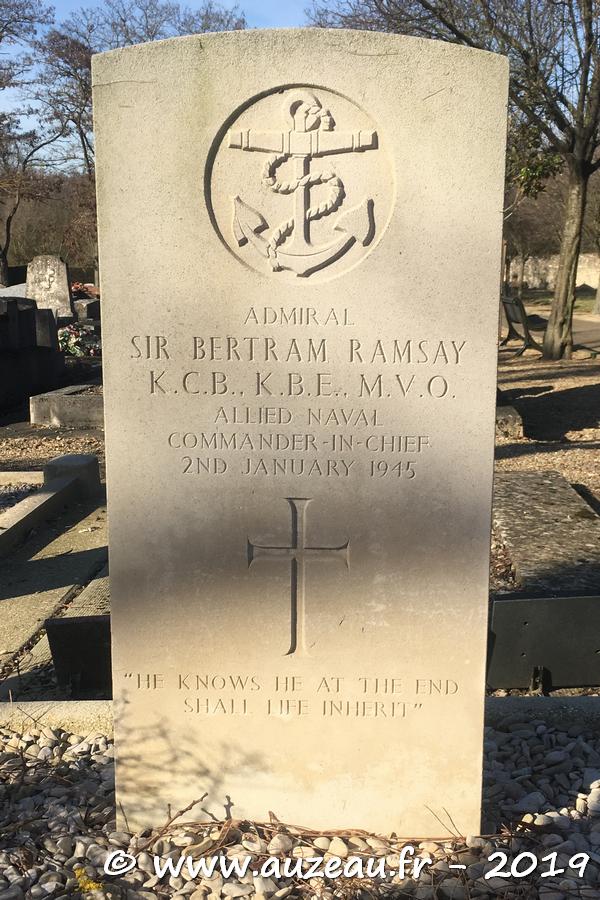 ADMIRAL
SIR BERTRAM RAMSAY
K.C.B., K.B.E., M.V.O.
ALLIED NAVAL
COMMANDER-IN-CHIEF
2ND JANUARY 1945
"HE KNOWS HE AT THE END
SHALL LIFE INHERIT"
© www.auzeau.fr - 2019